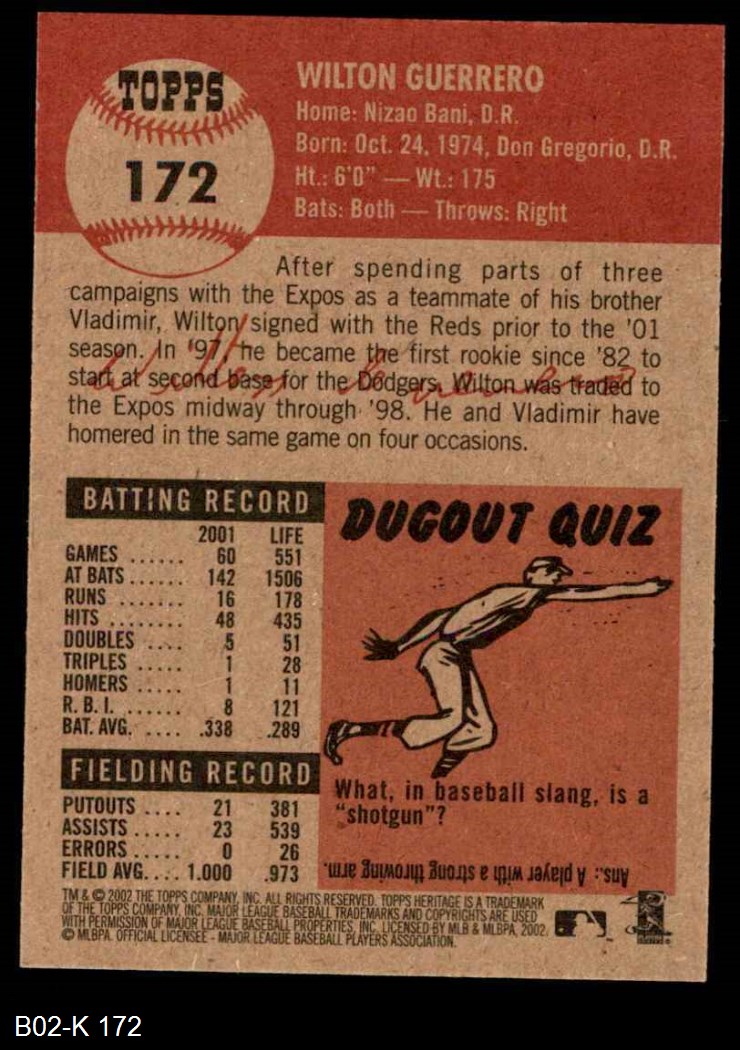 TOPPS
172
WILTON GUERRERO
Home: Nizao Bani, D.R.
Born: Oct. 24, 1974, Don Gregorio, D.R.
Ht.: 6'0" — Wt.: 175
Bats: Both — Throws: Right
After spending parts of three
campaigns with the Expos as a teammate of his brother
Vladimir, Wilton signed with the Reds prior to the '01
season. In '97, he became the first rookie since '82 to
start at second base for the Dodgers. Wilton was traded to
the Expos midway through '98. He and Vladimir have
homered in the same game on four occasions.
Wilton Guerrero
BATTING RECORD
2001 LIFE
GAMES ...... 60 551
AT BATS ...... 142 1506
RUNS ....... 16 178
HITS ........ 48 435
DOUBLES .... 5 51
TRIPLES ..... 1 28
HOMERS ..... 1 11
R.B.I. ...... 8 121
BAT. AVG. .... .338 .289
FIELDING RECORD
PUTOUTS .... 21 381
ASSISTS ..... 23 539
ERRORS ..... 0 26
FIELD AVG.... 1.000 .973
DUGOUT QUIZ
What, in baseball slang, is a
"shotgun"?
Ans.: A player with a strong throwing arm.
TM & © 2002 THE TOPPS COMPANY, INC. ALL RIGHTS RESERVED. TOPPS HERITAGE IS A TRADEMARK
OF THE TOPPS COMPANY, INC. MAJOR LEAGUE BASEBALL TRADEMARKS AND COPYRIGHTS ARE USED
WITH PERMISSION OF MAJOR LEAGUE BASEBALL PROPERTIES, INC. LICENSED BY MLB & MLBPA, 2002.
© MLBPA. OFFICIAL LICENSEE - MAJOR LEAGUE BASEBALL PLAYERS ASSOCIATION.
B02-K 172